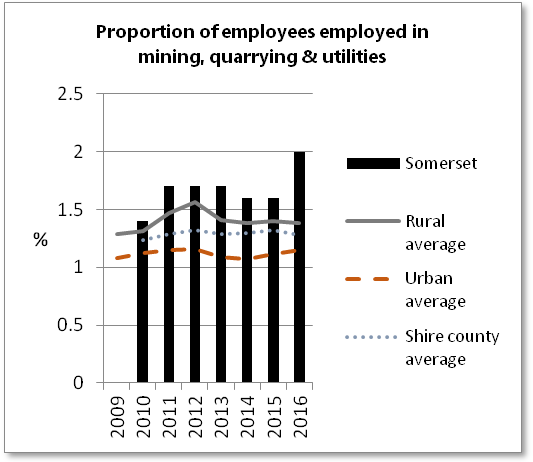 Proportion of employees employed in
mining, quarrying & utilities
2.5
2
1.5
1
0.5
0
%
2009
2010
2011
2012
2013
2014
2015
2016
Somerset
Rural
average
Urban
average
Shire county
average